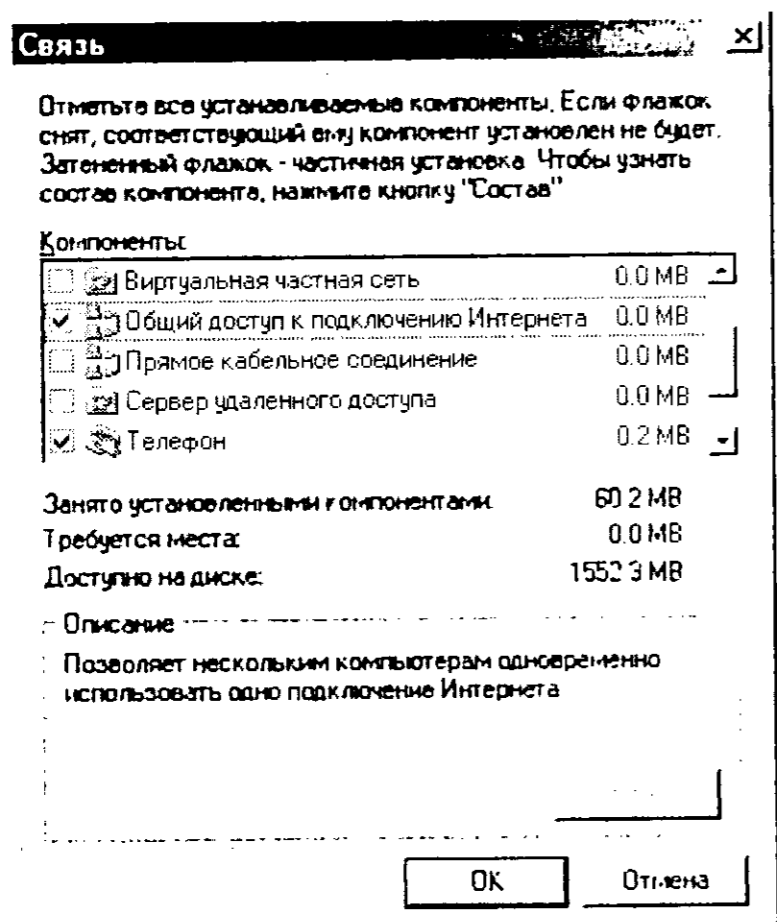 Связь
Отметьте все устанавливаемые компоненты. Если флажок
снят, соответствующий ему компонент установлен не будет.
Затененный флажок - частичная установка. Чтобы узнать
состав компонента, нажмите кнопку "Состав"
Компоненты:
Виртуальная частная сеть 0.0 MB
Общий доступ к подключению Интернета 0.0 MB
Прямое кабельное соединение 0.0 MB
Сервер удаленного доступа 0.0 MB
Телефон 0.2 MB
Занято установленными компонентами: 60.2 MB
Требуется места: 0.0 MB
Доступно на диске: 1552.3 MB
Описание
Позволяет нескольким компьютерам одновременно
использовать одно подключение Интернета
OK Отмена